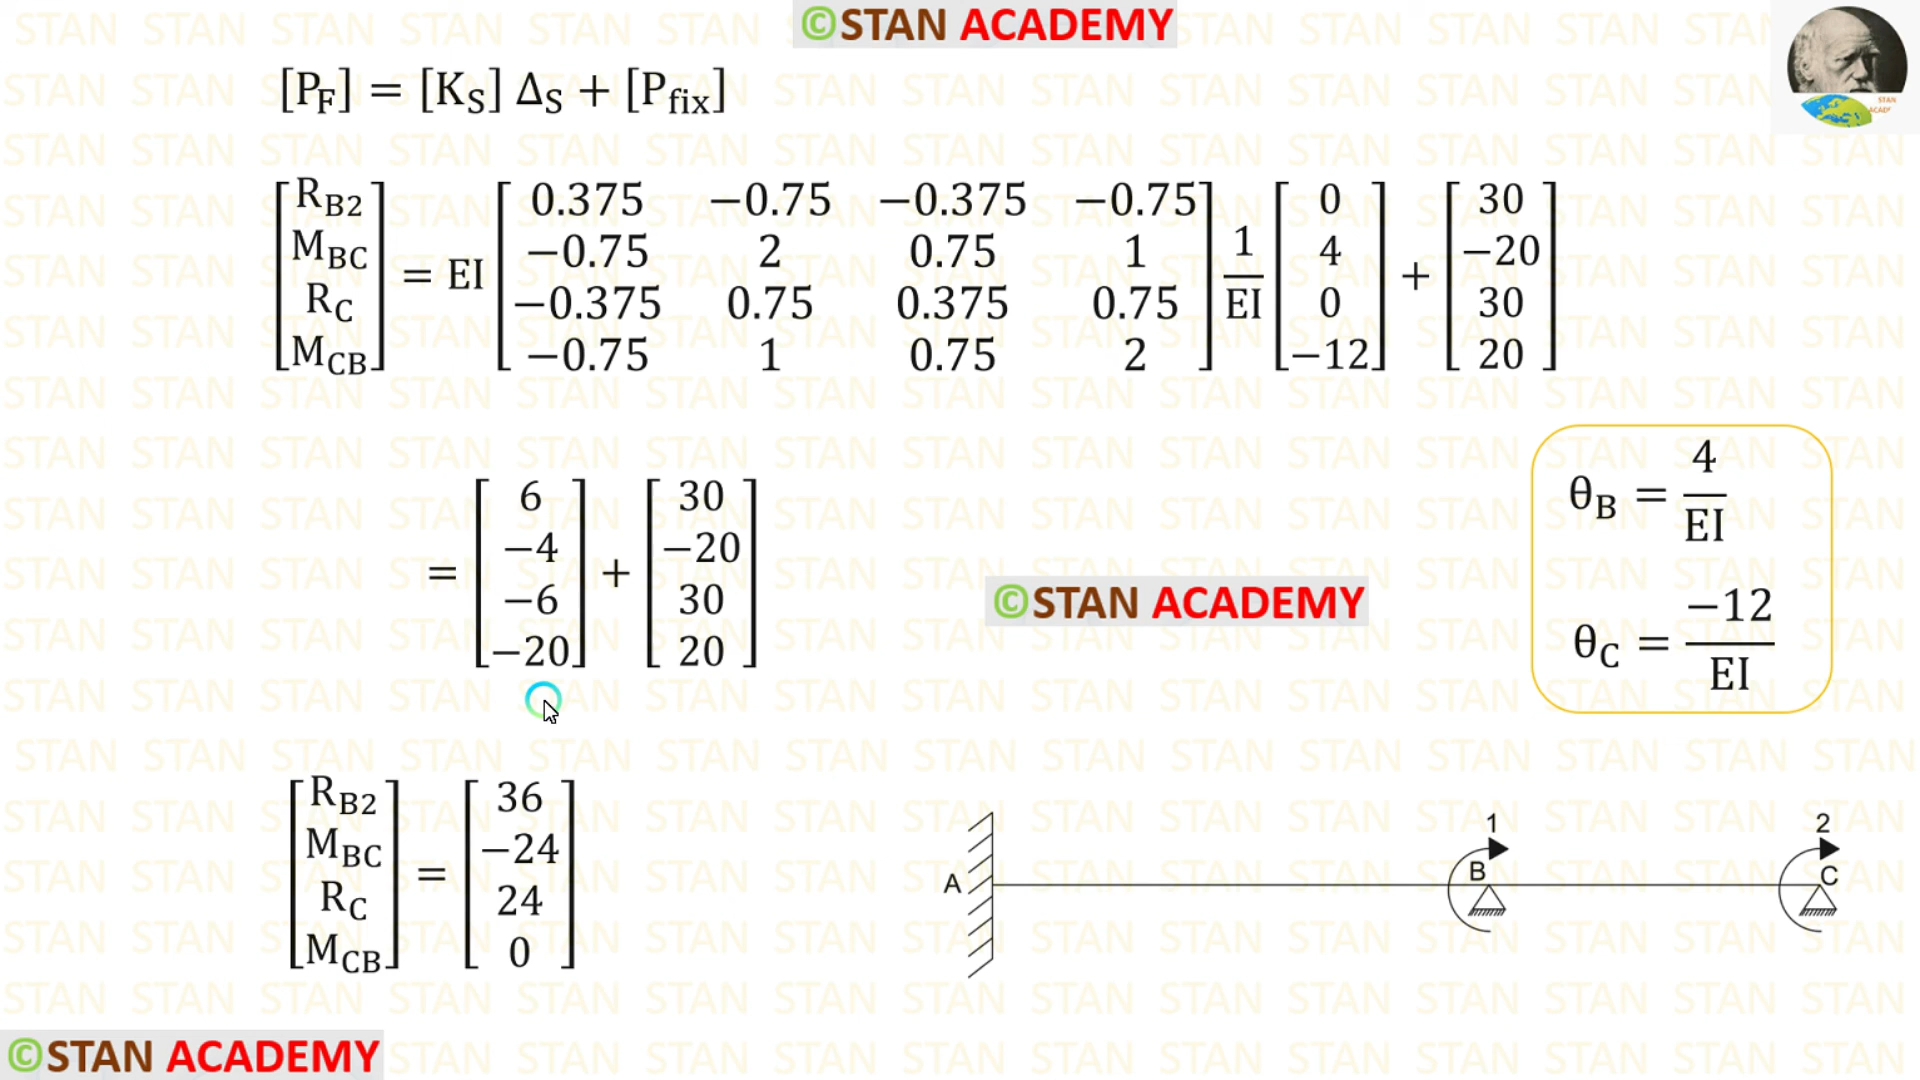 ©STAN ACADEMY
[P_F] = [K_S] Δ_S + [P_fix]
[R_B2; M_BC; R_C; M_CB] = EI [0.375 −0.75 −0.375 −0.75; −0.75 2 0.75 1; −0.375 0.75 0.375 0.75; −0.75 1 0.75 2] 1/EI [0; 4; 0; −12] + [30; −20; 30; 20]
= [6; −4; −6; −20] + [30; −20; 30; 20]
θ_B = 4/EI
©STAN ACADEMY
θ_C = −12/EI
[R_B2; M_BC; R_C; M_CB] = [36; −24; 24; 0]
1 2
A B C
©STAN ACADEMY